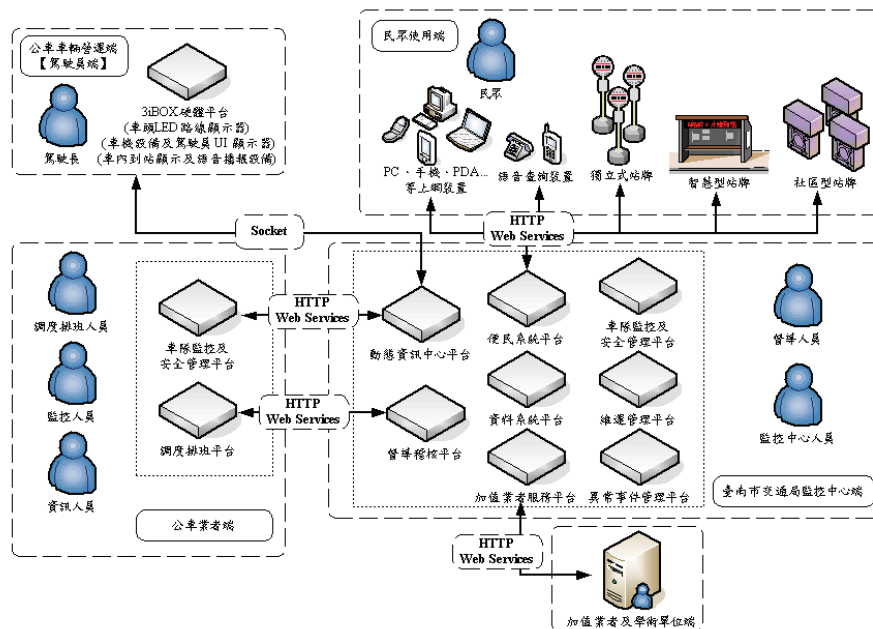 公車車輛營運端
【駕駛員端】
駕駛長
3iBOX硬體平台
(車頭LED路線顯示器)
(車機設備及駕駛員UI顯示器)
(車內到站顯示及語音播報設備)
民眾使用端
民眾
PC、手機、PDA...
等上網裝置
語音查詢裝置
獨立式站牌
智慧型站牌
社區型站牌
Socket
HTTP
Web Services
調度排班人員
監控人員
資訊人員
車隊監控及
安全管理平台
調度排班平台
公車業者端
HTTP
Web Services
HTTP
Web Services
動態資訊中心平台
便民系統平台
車隊監控及
安全管理平台
督導稽核平台
資料系統平台
維運管理平台
加值業者服務平台
異常事件管理平台
督導人員
監控中心人員
臺南市交通局監控中心端
HTTP
Web Services
加值業者及學術單位端